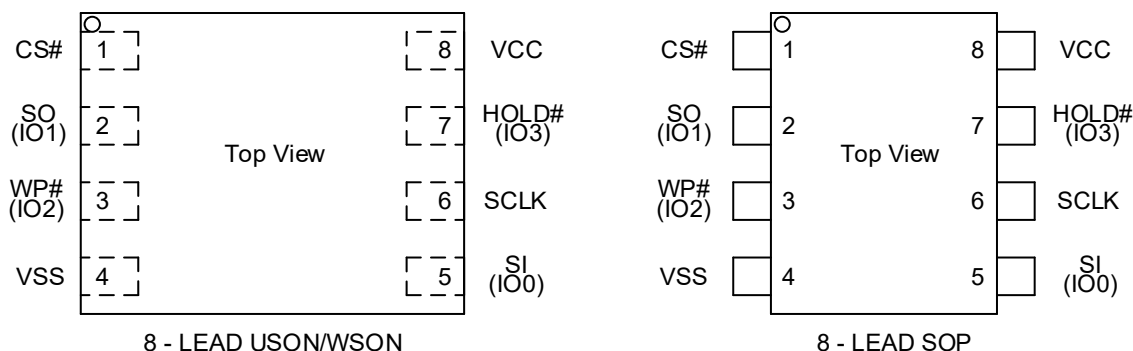 CS#
1
8
VCC
SO
(IO1)
2
7
HOLD#
(IO3)
Top View
WP#
(IO2)
3
6
SCLK
VSS
4
5
SI
(IO0)
8 - LEAD USON/WSON
CS#
1
8
VCC
SO
(IO1)
2
7
HOLD#
(IO3)
Top View
WP#
(IO2)
3
6
SCLK
VSS
4
5
SI
(IO0)
8 - LEAD SOP